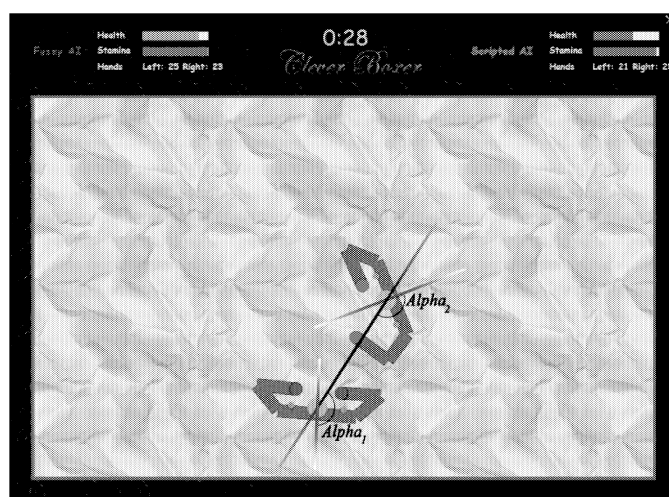 Health
Stamina
Hands Left: 25 Right: 23
Fuzzy AI
0:28
Clever Boxer
Scripted AI
Health
Stamina
Hands Left: 21 Right:
Alpha2
Alpha1